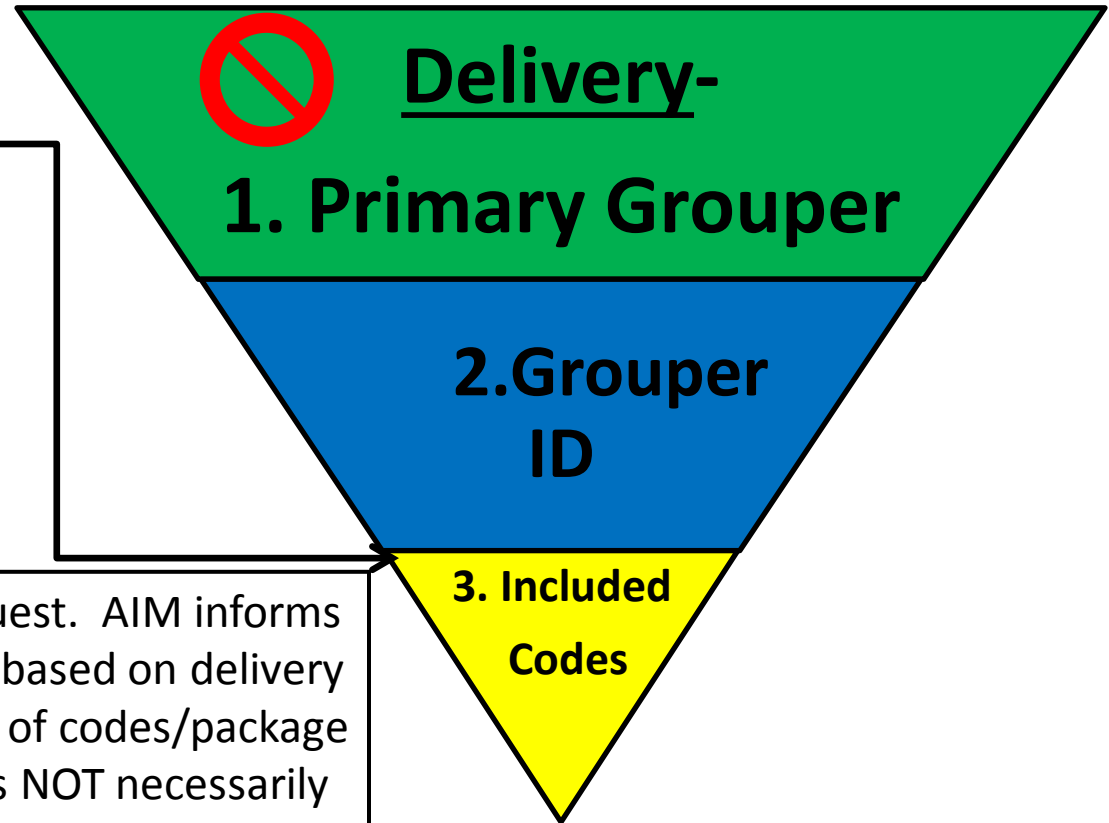 Delivery-
1. Primary Grouper
2.Grouper
ID
3. Included
Codes
uest.  AIM informs
based on delivery
of codes/package
s NOT necessarily